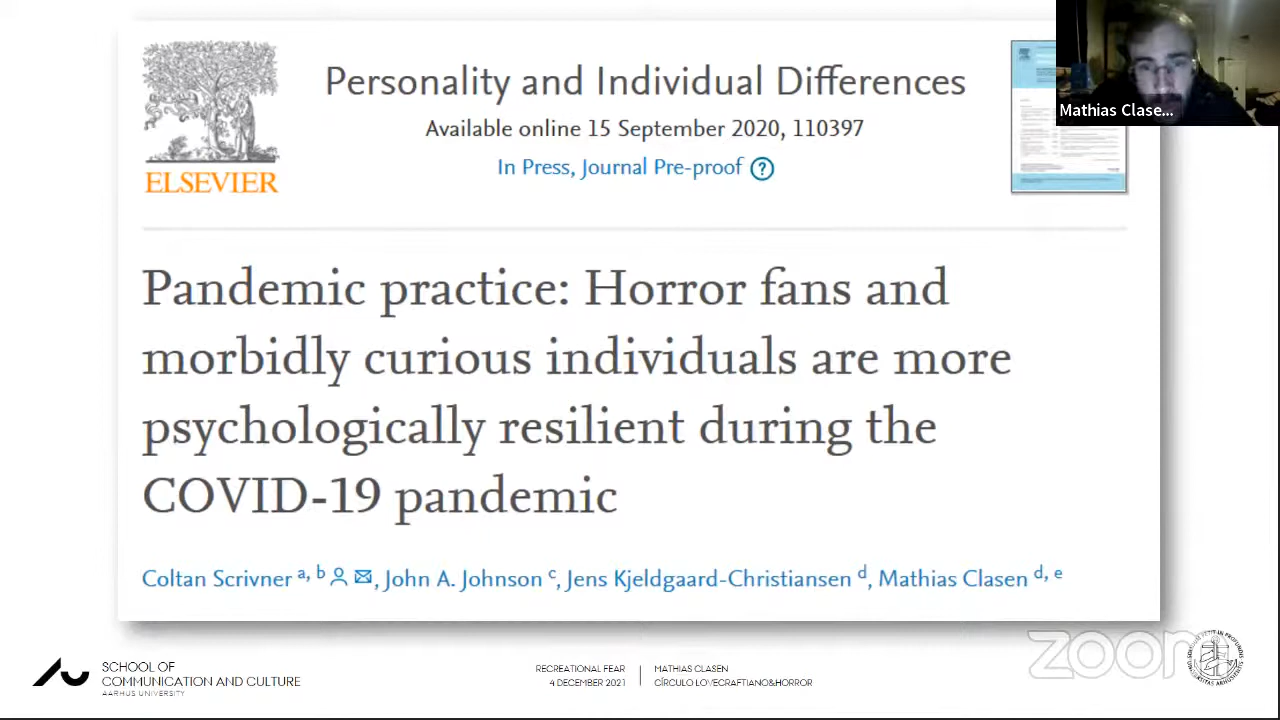 Personality and Individual Differences
Available online 15 September 2020, 110397
In Press, Journal Pre-proof ?
ELSEVIER
Mathias Clase...
Pandemic practice: Horror fans and
morbidly curious individuals are more
psychologically resilient during the
COVID-19 pandemic
Coltan Scrivner a, b, John A. Johnson c, Jens Kjeldgaard-Christiansen d, Mathias Clasen d, e
SCHOOL OF
COMMUNICATION AND CULTURE
AARHUS UNIVERSITY
RECREATIONAL FEAR
4 DECEMBER 2021
MATHIAS CLASEN
CÍRCULO LOVECRAFTIANO&HORROR
zoom